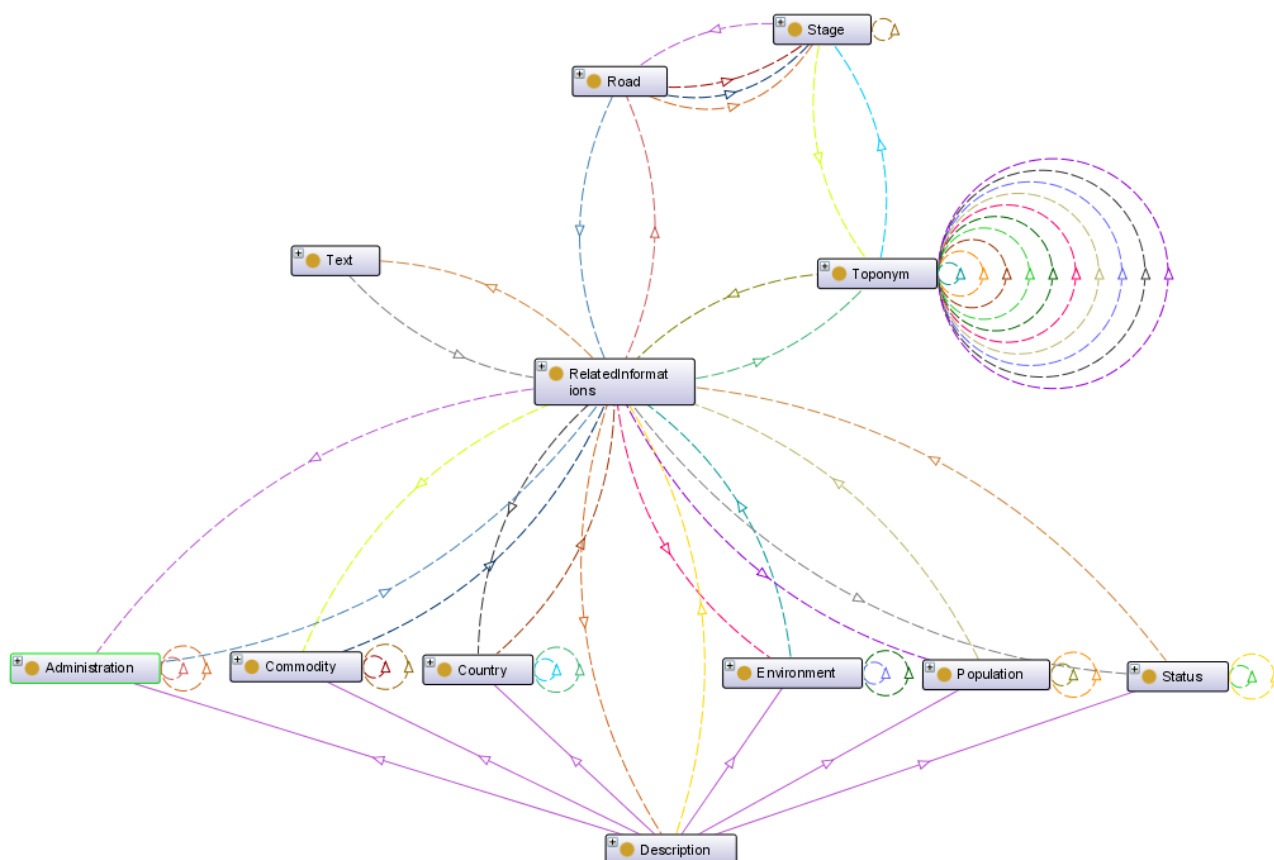 Stage
Road
Text
Toponym
RelatedInformat
ions
Administration
Commodity
Country
Environment
Population
Status
Description